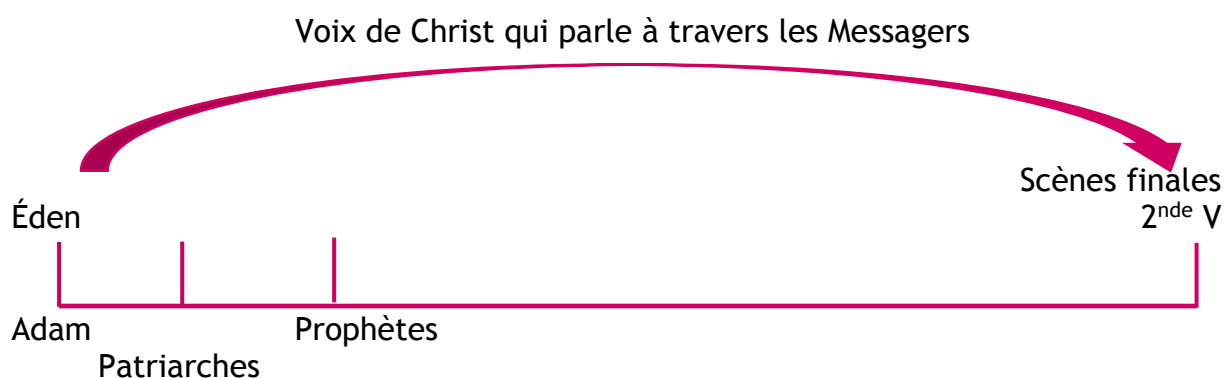 Voix de Christ qui parle à travers les Messagers
Scènes finales
Éden
2nde V
Adam
Prophètes
Patriarches